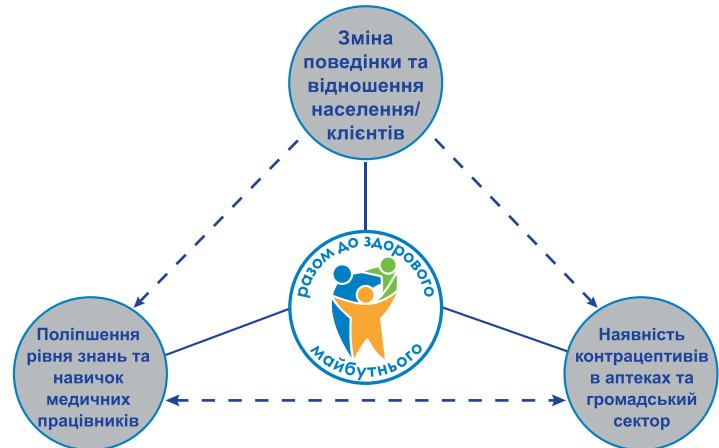 Зміна
поведінки та
відношення
населення/
клієнтів
разом до здорового
майбутнього
Поліпшення
рівня знань та
навичок
медичних
працівників
Наявність
контрацептивів
в аптеках та
громадський
сектор